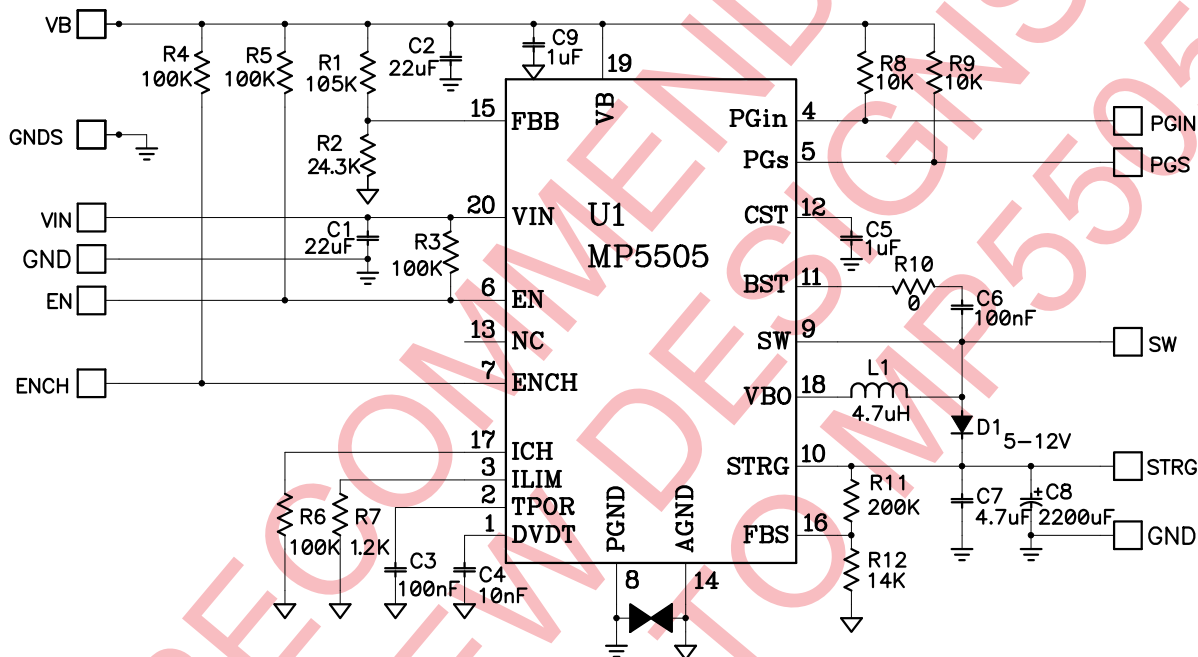 VB
R4
100K
R5
100K
R1
105K
C2
22uF
C9
1uF
19
VB
R8
10K
R9
10K
GNDS
15
FBB
R2
24.3K
PGin
4
PGIN
PGs
5
PGS
VIN
20
VIN
C1
22uF
R3
100K
GND
U1
MP5505
CST
12
C5
1uF
EN
6
EN
BST
11
R10
0
C6
100nF
13
NC
SW
9
SW
ENCH
7
ENCH
VBO
18
L1
4.7uH
D1
5-12V
17
ICH
3
ILIM
2
TPOR
1
DVDT
STRG
10
STRG
R6
100K
R7
1.2K
C3
100nF
C4
10nF
PGND
AGND
8
14
FBS
16
R11
200K
R12
14K
C7
4.7uF
+
C8
2200uF
GND
RECOMMEND
EW DESIGNS
TO MP5505